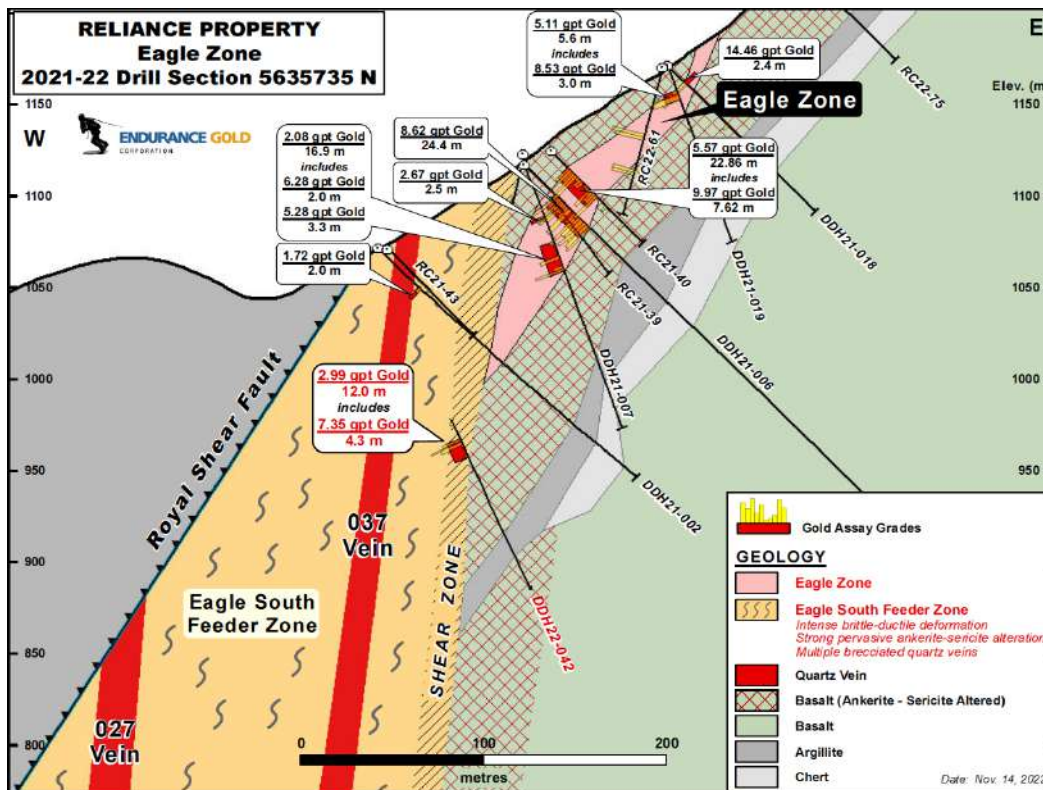 RELIANCE PROPERTY
Eagle Zone
2021-22 Drill Section 5635735 N
W
ENDURANCE GOLD
CORPORATION
E
Elev. (m
1150
1100
1050
1000
950
900
850
800
1150
1100
1050
1000
950
5.11 gpt Gold
5.6 m
includes
8.53 gpt Gold
3.0 m
14.46 gpt Gold
2.4 m
Eagle Zone
2.08 gpt Gold
16.9 m
includes
6.28 gpt Gold
2.0 m
5.28 gpt Gold
3.3 m
8.62 gpt Gold
24.4 m
2.67 gpt Gold
2.5 m
5.57 gpt Gold
22.86 m
includes
9.97 gpt Gold
7.62 m
1.72 gpt Gold
2.0 m
2.99 gpt Gold
12.0 m
includes
7.35 gpt Gold
4.3 m
RC22-75
RC22-61
DDH21-018
DDH21-019
RC21-40
RC21-39
RC21-43
DDH21-006
DDH21-007
DDH21-002
DDH22-042
Royal Shear Fault
037
Vein
Eagle South
Feeder Zone
SHEAR ZONE
027
Vein
0 100 200
metres
Gold Assay Grades
GEOLOGY
Eagle Zone
Eagle South Feeder Zone
Intense brittle-ductile deformation
Strong pervasive ankerite-sericite alteration
Multiple brecciated quartz veins
Quartz Vein
Basalt (Ankerite - Sericite Altered)
Basalt
Argillite
Chert
Date: Nov. 14, 2022